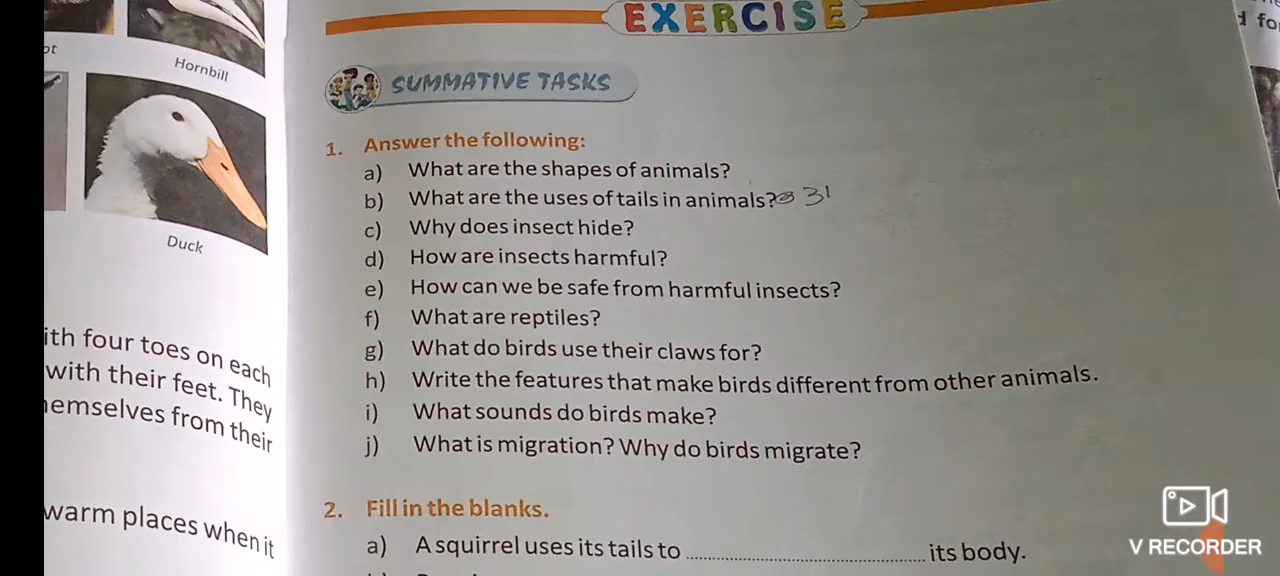 ot
Hornbill
Duck
ith four toes on each
with their feet. They
hemselves from their
warm places when it
EXERCISE
SUMMATIVE TASKS
1. Answer the following:
a) What are the shapes of animals?
b) What are the uses of tails in animals? 31
c) Why does insect hide?
d) How are insects harmful?
e) How can we be safe from harmful insects?
f) What are reptiles?
g) What do birds use their claws for?
h) Write the features that make birds different from other animals.
i) What sounds do birds make?
j) What is migration? Why do birds migrate?
2. Fill in the blanks.
a) A squirrel uses its tails to ........................................ its body.
d fo
V RECORDER